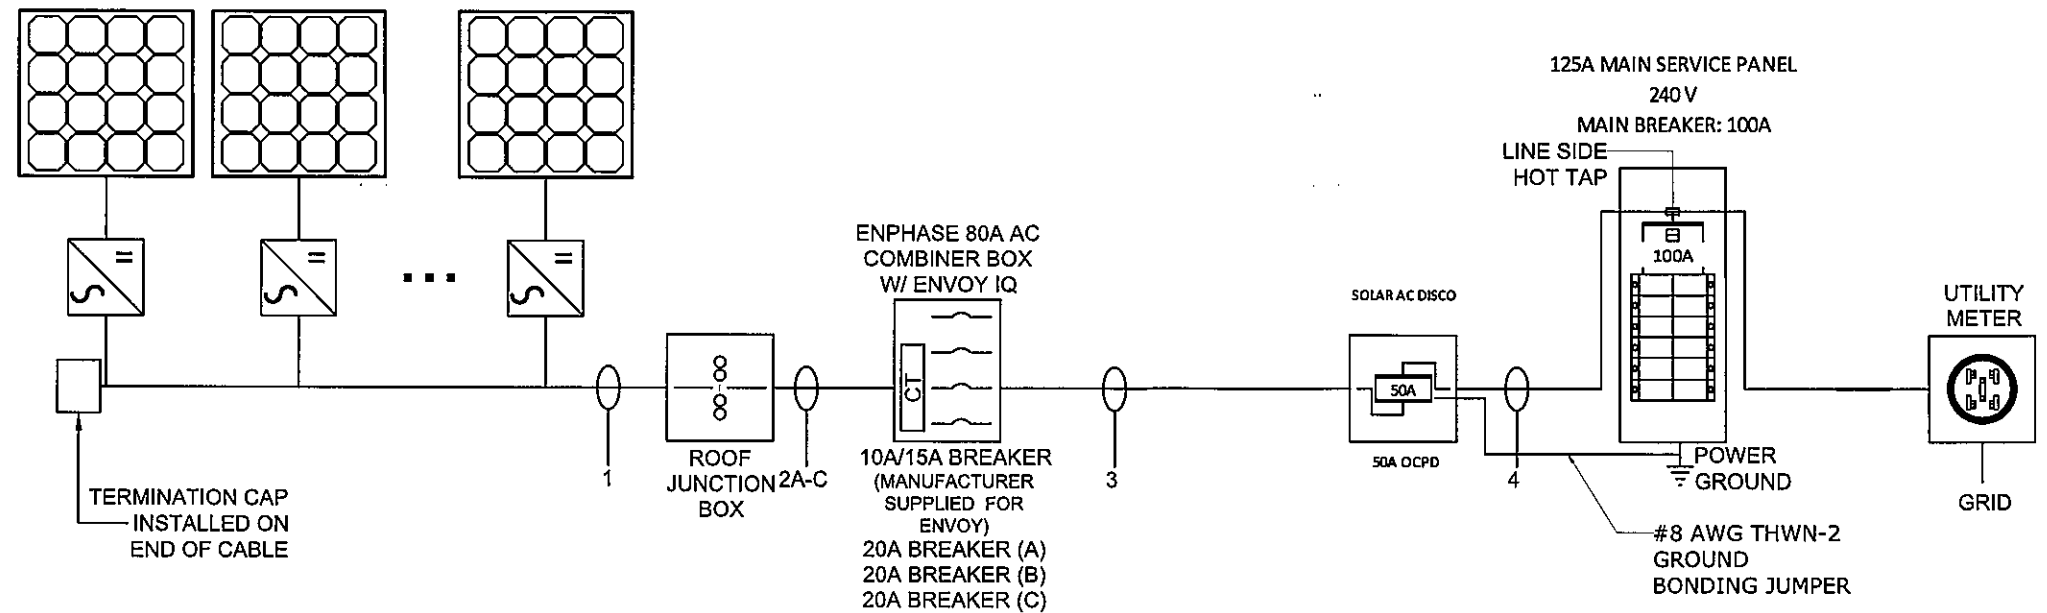 125A MAIN SERVICE PANEL
240 V
MAIN BREAKER: 100A
LINE SIDE
HOT TAP
100A
ENPHASE 80A AC
COMBINER BOX
W/ ENVOY IQ
CT
SOLAR AC DISCO
50A
50A OCPD
UTILITY
METER
GRID
ROOF
JUNCTION
BOX
1
2A-C
3
4
10A/15A BREAKER
(MANUFACTURER
SUPPLIED FOR
ENVOY)
20A BREAKER (A)
20A BREAKER (B)
20A BREAKER (C)
POWER
GROUND
TERMINATION CAP
INSTALLED ON
END OF CABLE
#8 AWG THWN-2
GROUND
BONDING JUMPER